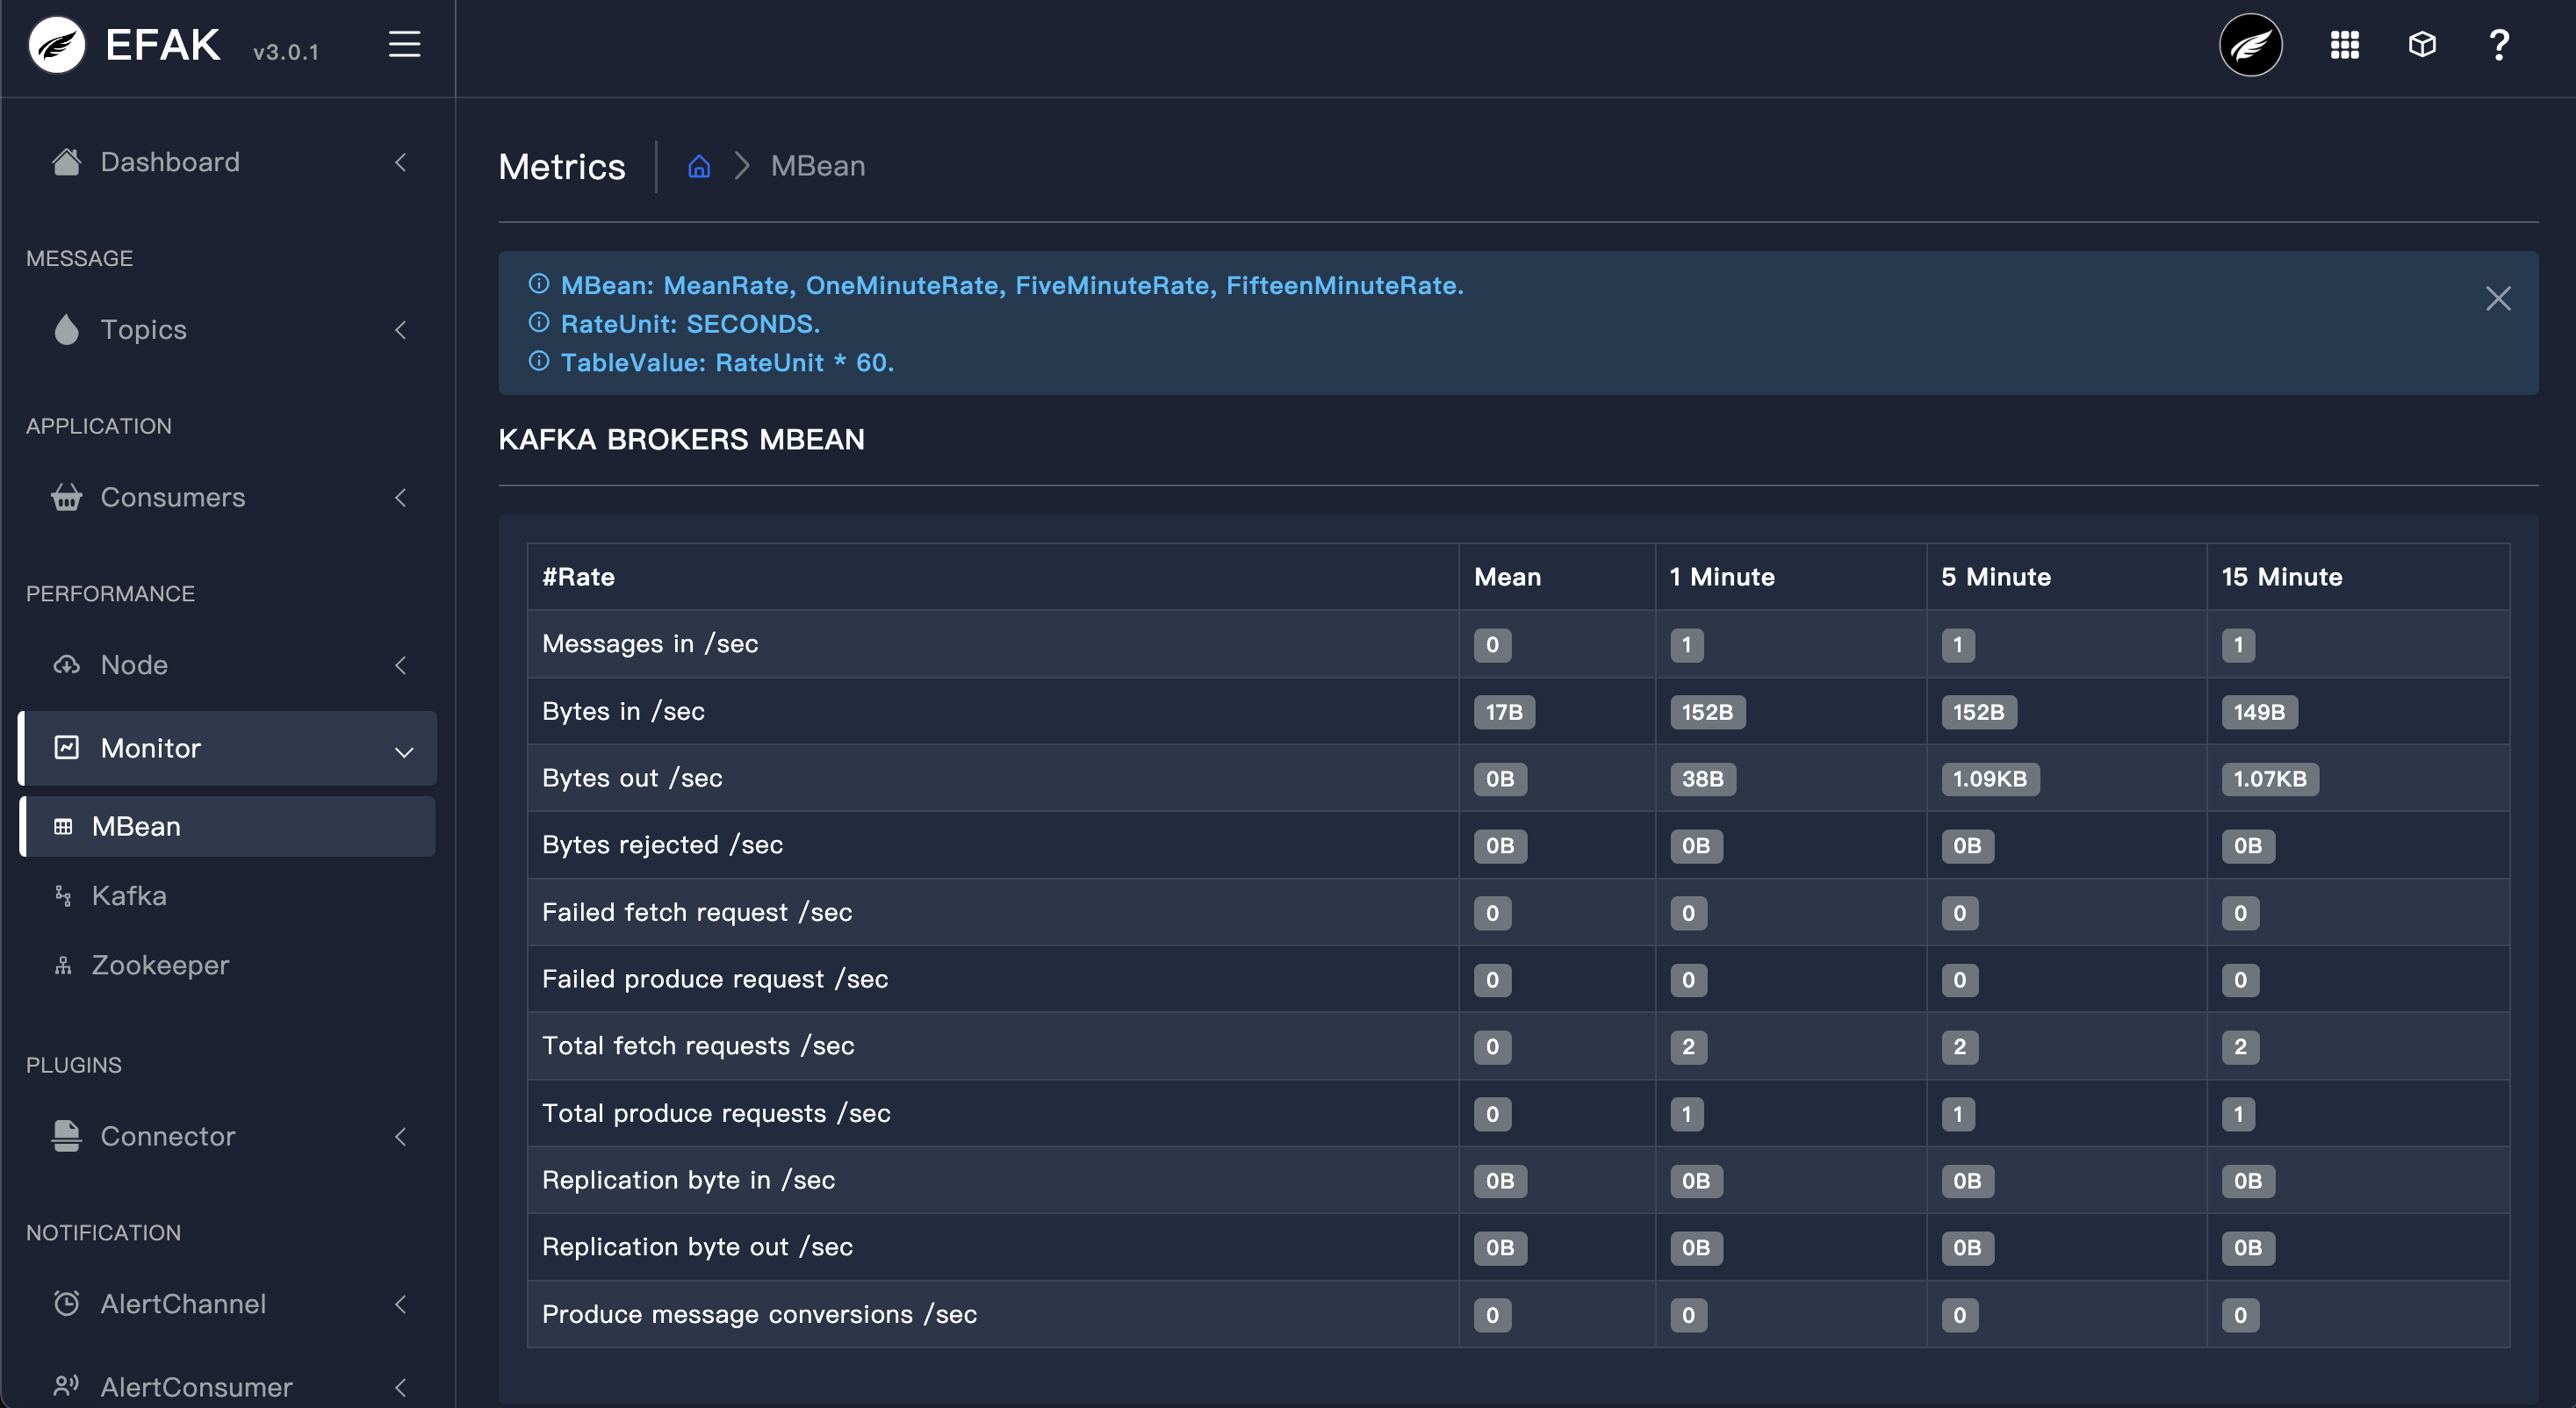 EFAK v3.0.1
Dashboard
MESSAGE
Topics
APPLICATION
Consumers
PERFORMANCE
Node
Monitor
MBean
Kafka
Zookeeper
PLUGINS
Connector
NOTIFICATION
AlertChannel
AlertConsumer
Metrics MBean
MBean: MeanRate, OneMinuteRate, FiveMinuteRate, FifteenMinuteRate.
RateUnit: SECONDS.
TableValue: RateUnit * 60.
KAFKA BROKERS MBEAN
#Rate Mean 1 Minute 5 Minute 15 Minute
Messages in /sec 0 1 1 1
Bytes in /sec 17B 152B 152B 149B
Bytes out /sec 0B 38B 1.09KB 1.07KB
Bytes rejected /sec 0B 0B 0B 0B
Failed fetch request /sec 0 0 0 0
Failed produce request /sec 0 0 0 0
Total fetch requests /sec 0 2 2 2
Total produce requests /sec 0 1 1 1
Replication byte in /sec 0B 0B 0B 0B
Replication byte out /sec 0B 0B 0B 0B
Produce message conversions /sec 0 0 0 0